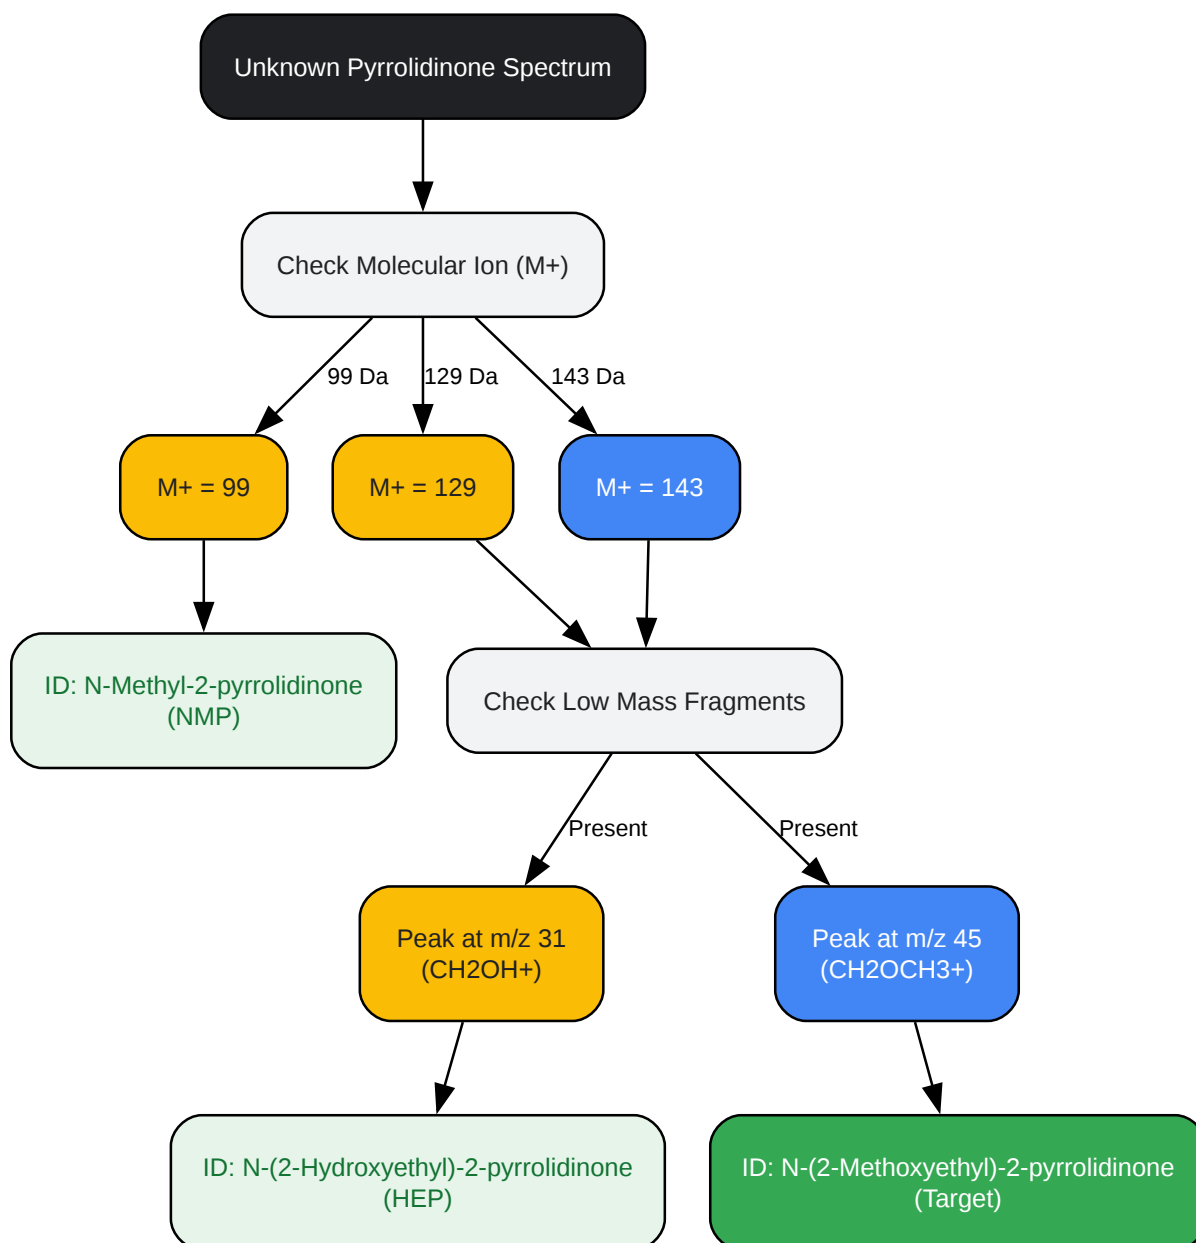 Unknown Pyrrolidinone Spectrum
Check Molecular Ion (M+)
99 Da
129 Da
143 Da
M+ = 99
M+ = 129
M+ = 143
ID: N-Methyl-2-pyrrolidinone
(NMP)
Check Low Mass Fragments
Present
Present
Peak at m/z 31
(CH2OH+)
Peak at m/z 45
(CH2OCH3+)
ID: N-(2-Hydroxyethyl)-2-pyrrolidinone
(HEP)
ID: N-(2-Methoxyethyl)-2-pyrrolidinone
(Target)